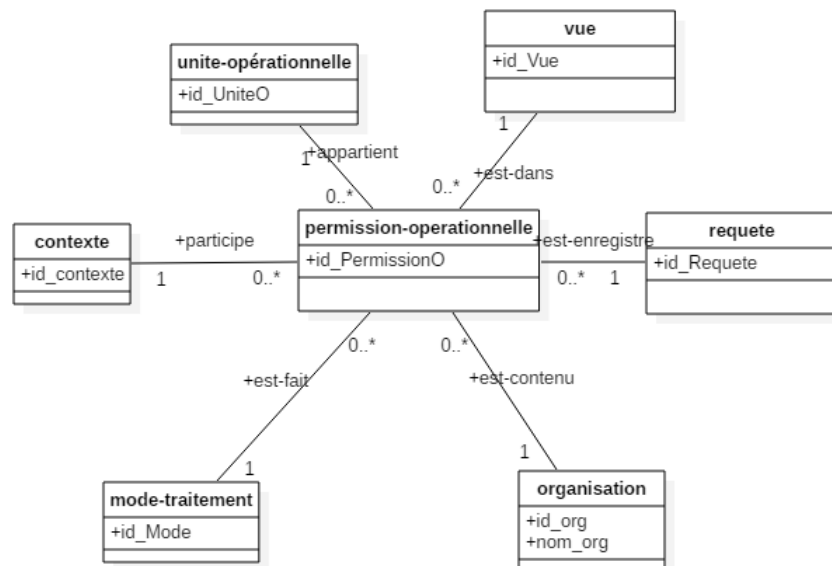 vue
+id_Vue
unite-opérationnelle
+id_UniteO
1
+appartient
0..*
1
+est-dans
0..*
permission-operationnelle
+id_PermissionO
contexte
+id_contexte
+participe
1
0..*
+est-enregistre
0..*
1
requete
+id_Requete
0..*
+est-fait
1
0..*
+est-contenu
1
mode-traitement
+id_Mode
organisation
+id_org
+nom_org